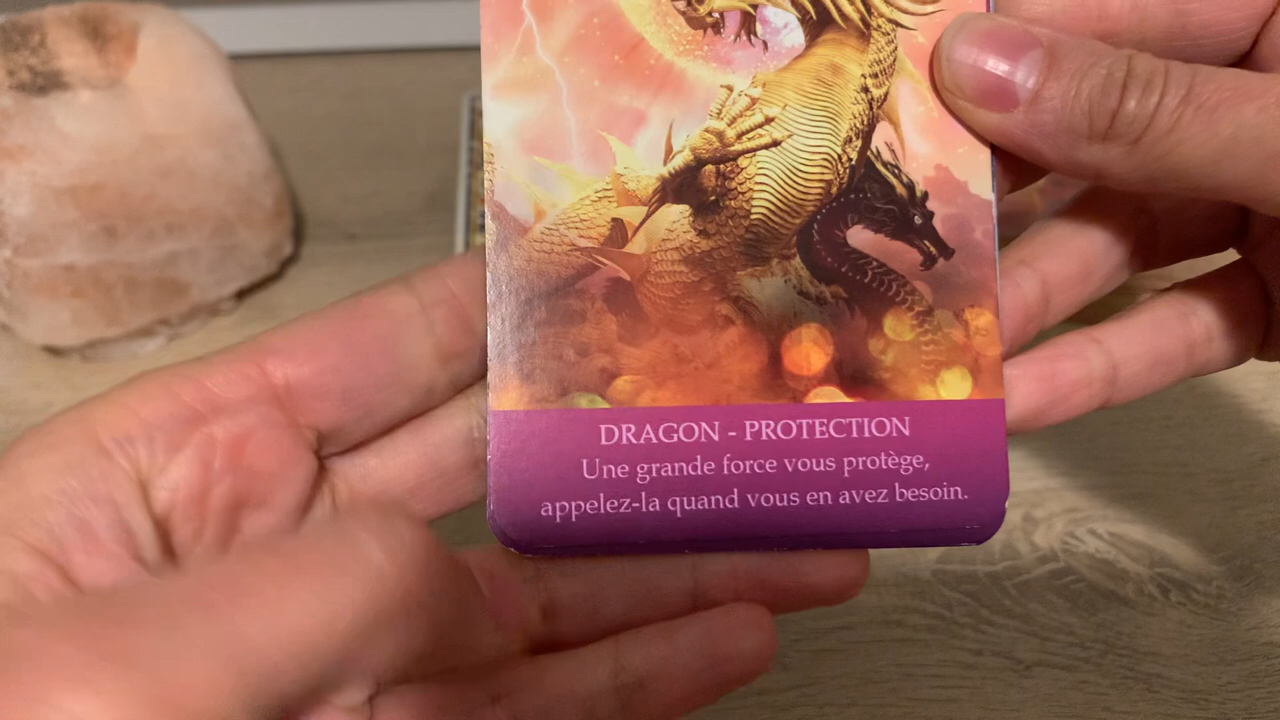 DRAGON - PROTECTION
Une grande force vous protège,
appelez-la quand vous en avez besoin.